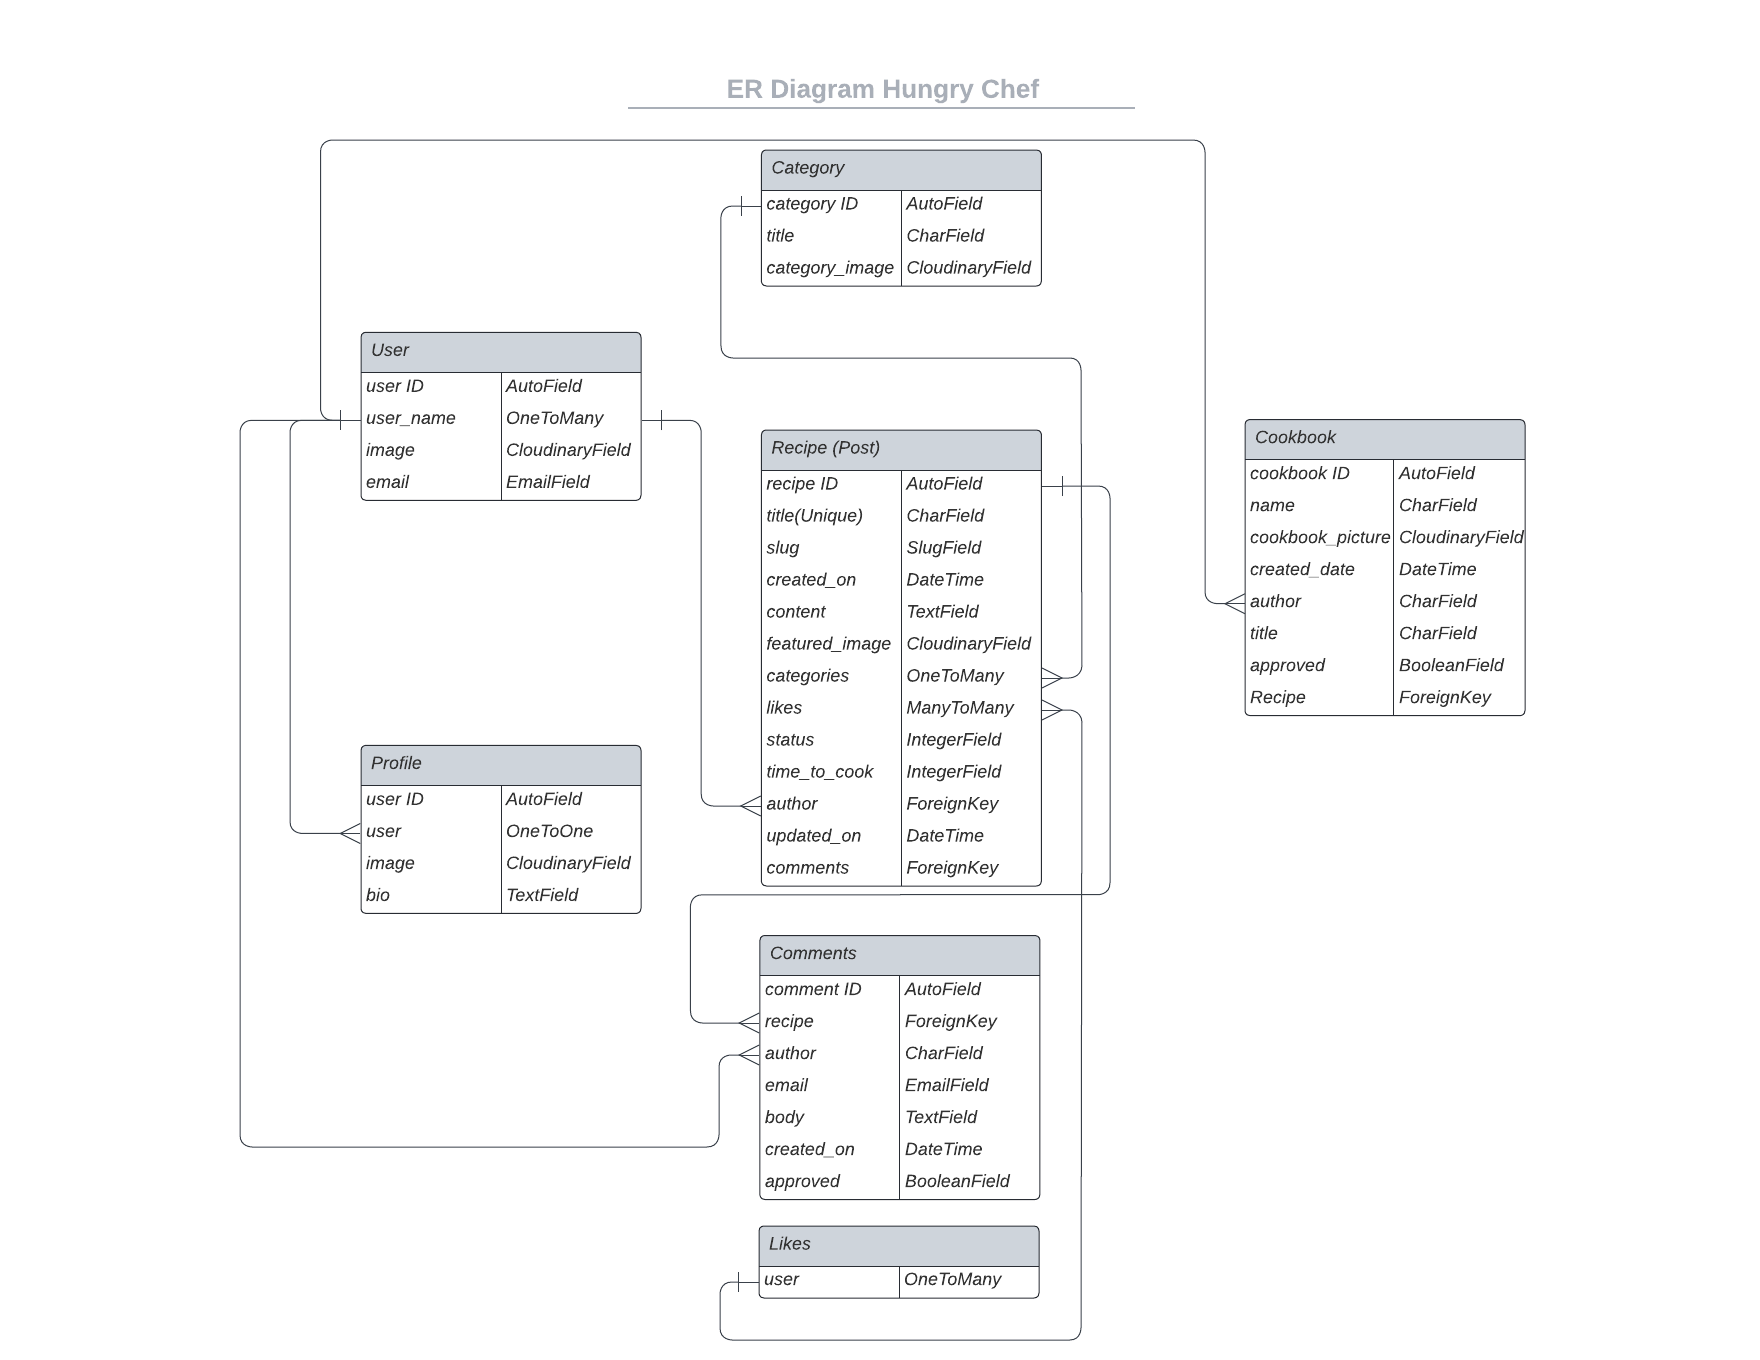 ER Diagram Hungry Chef
Category
category ID AutoField
title CharField
category_image CloudinaryField
User
user ID AutoField
user_name OneToMany
image CloudinaryField
email EmailField
Recipe (Post)
recipe ID AutoField
title(Unique) CharField
slug SlugField
created_on DateTime
content TextField
featured_image CloudinaryField
categories OneToMany
likes ManyToMany
status IntegerField
time_to_cook IntegerField
author ForeignKey
updated_on DateTime
comments ForeignKey
Cookbook
cookbook ID AutoField
name CharField
cookbook_picture CloudinaryField
created_date DateTime
author CharField
title CharField
approved BooleanField
Recipe ForeignKey
Profile
user ID AutoField
user OneToOne
image CloudinaryField
bio TextField
Comments
comment ID AutoField
recipe ForeignKey
author CharField
email EmailField
body TextField
created_on DateTime
approved BooleanField
Likes
user OneToMany